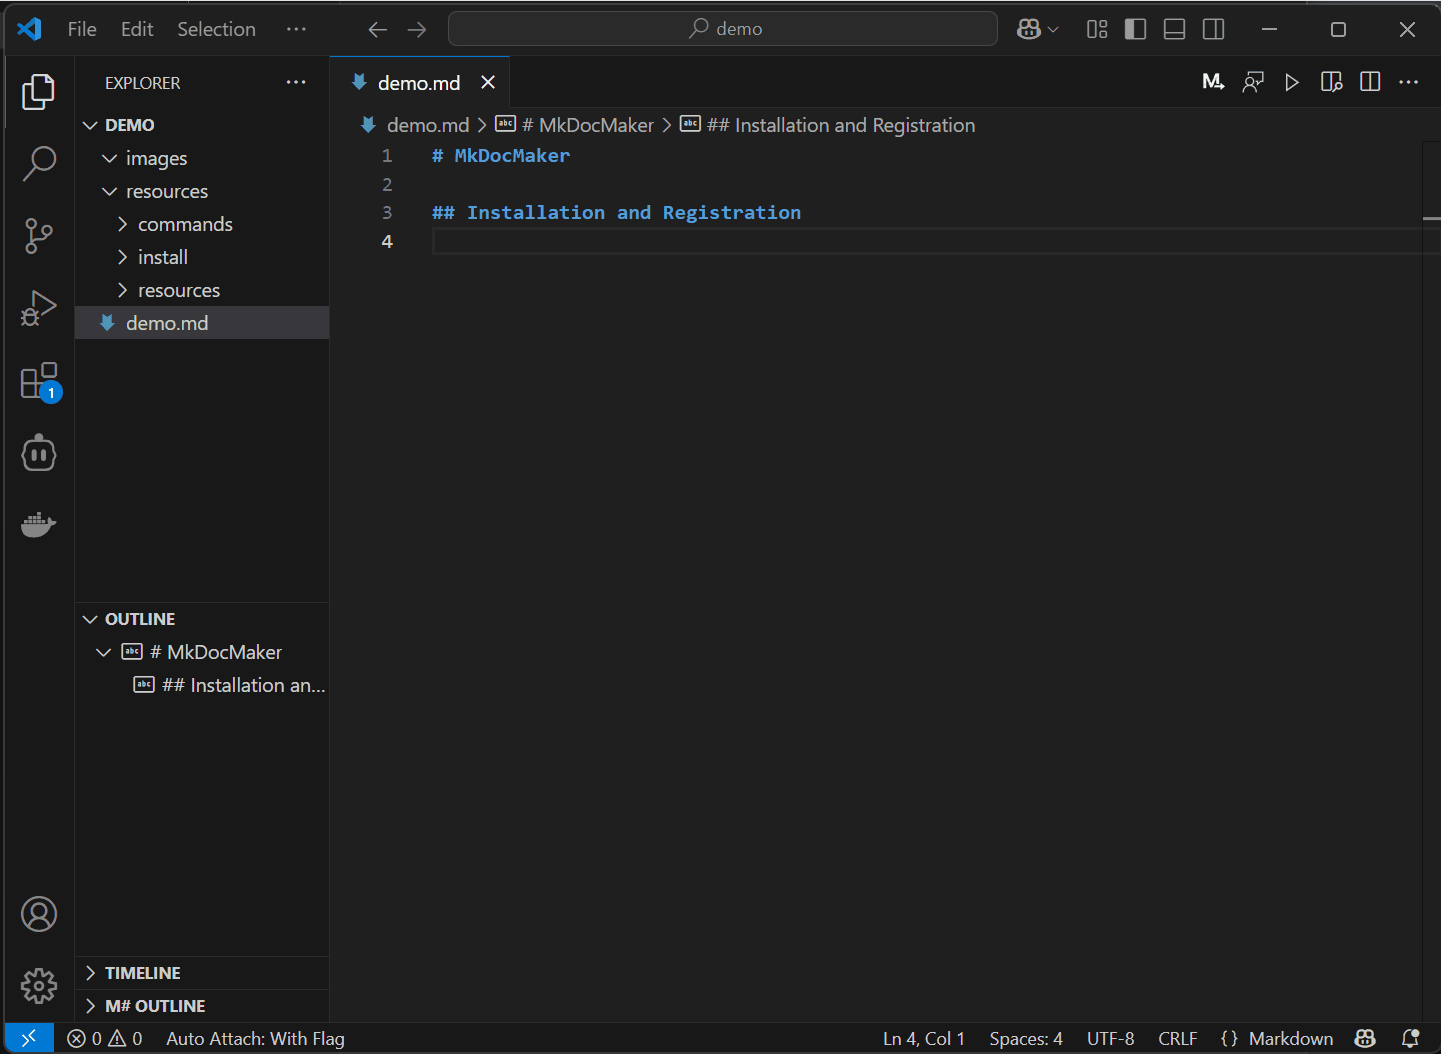 File Edit Selection ··· demo
EXPLORER ···
DEMO
images
resources
commands
install
resources
demo.md
1
OUTLINE
# MkDocMaker
## Installation an...
TIMELINE
M# OUTLINE
demo.md
demo.md > # MkDocMaker > ## Installation and Registration
1 # MkDocMaker
2
3 ## Installation and Registration
4
0 0 Auto Attach: With Flag Ln 4, Col 1 Spaces: 4 UTF-8 CRLF {} Markdown